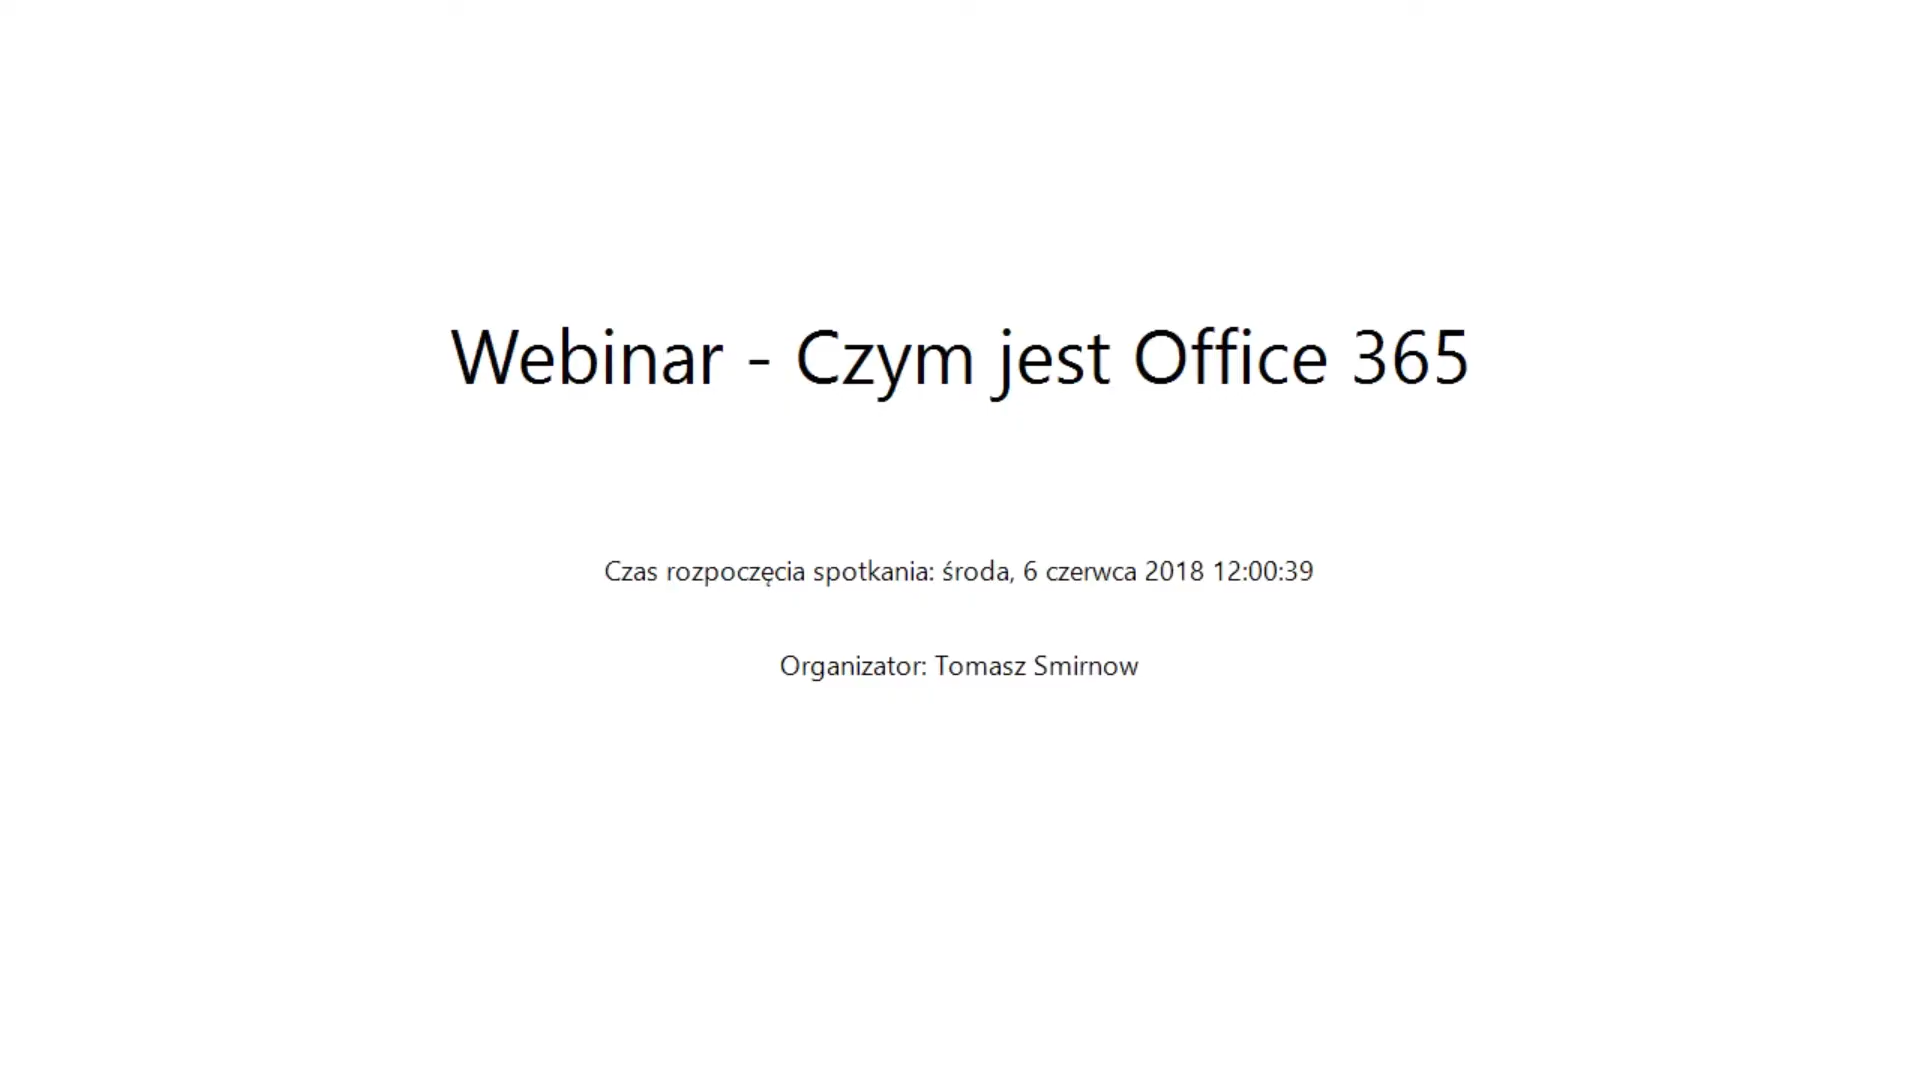 Webinar - Czym jest Office 365
Czas rozpoczęcia spotkania: środa, 6 czerwca 2018 12:00:39
Organizator: Tomasz Smirnow